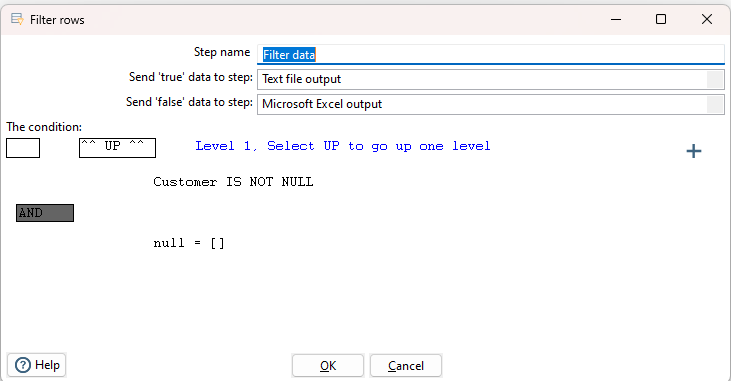 Filter rows
Step name Filter data
Send 'true' data to step: Text file output
Send 'false' data to step: Microsoft Excel output
The condition:
^^ UP ^^ Level 1, Select UP to go up one level
Customer IS NOT NULL
AND
null = []
Help OK Cancel